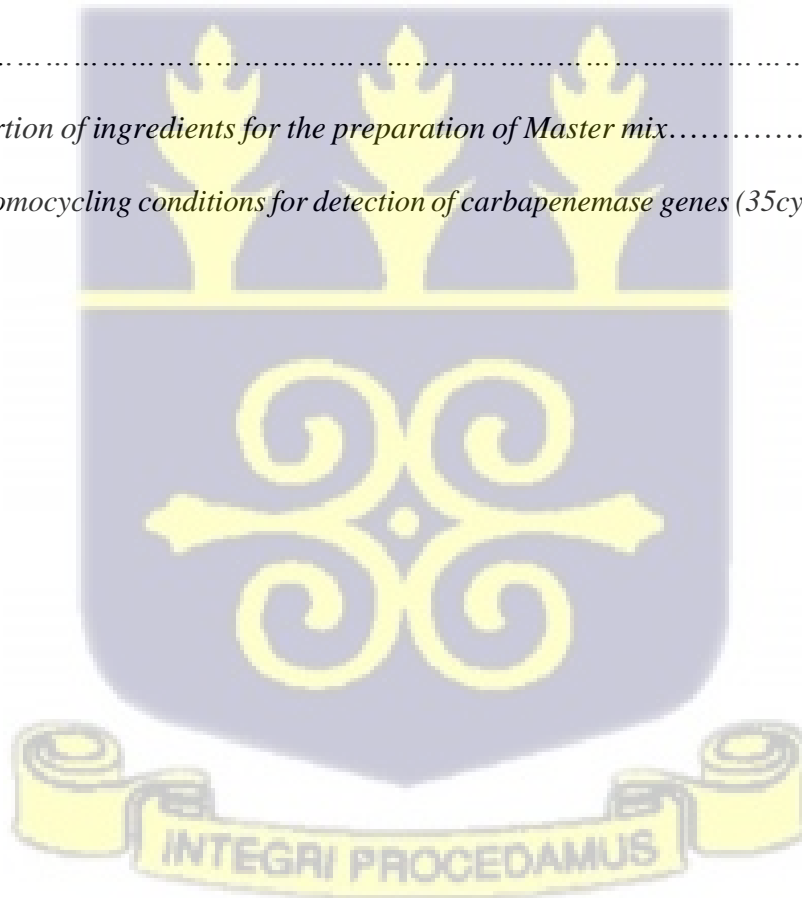 ………………………………………………………………………
rtion of ingredients for the preparation of Master mix…………..
omocycling conditions for detection of carbapenemase genes (35cy
INTEGRI PROCEDAMUS